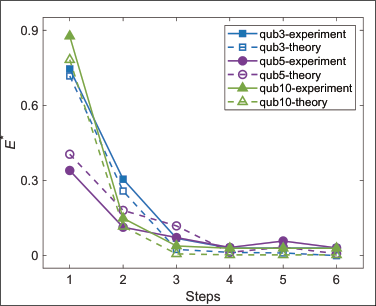 0.9
0.6
0.3
0
E*
1 2 3 4 5 6
Steps
qub3-experiment
qub3-theory
qub5-experiment
qub5-theory
qub10-experiment
qub10-theory